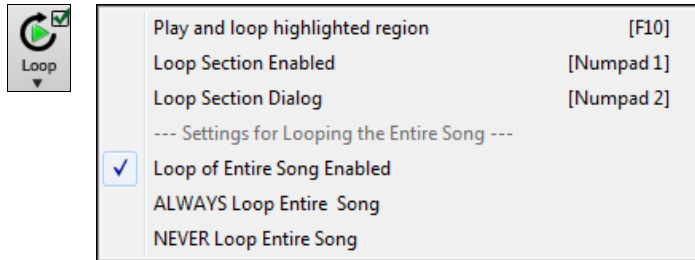 Loop
Play and loop highlighted region [F10]
Loop Section Enabled [Numpad 1]
Loop Section Dialog [Numpad 2]
--- Settings for Looping the Entire Song ---
Loop of Entire Song Enabled
ALWAYS Loop Entire Song
NEVER Loop Entire Song